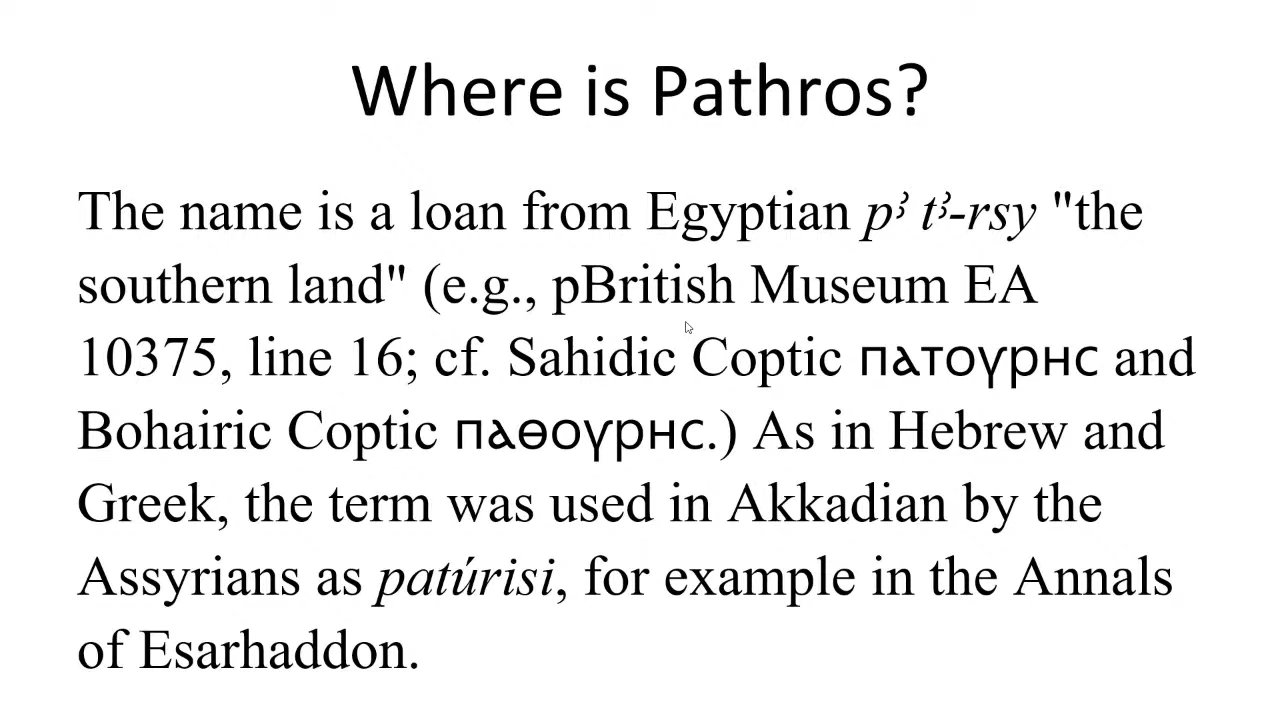 Where is Pathros?
The name is a loan from Egyptian pꜣ tꜣ-rsy "the
southern land" (e.g., pBritish Museum EA
10375, line 16; cf. Sahidic Coptic ⲡⲁⲧⲟⲩⲣⲏⲥ and
Bohairic Coptic ⲡⲁⲑⲟⲩⲣⲏⲥ.) As in Hebrew and
Greek, the term was used in Akkadian by the
Assyrians as patúrisi, for example in the Annals
of Esarhaddon.